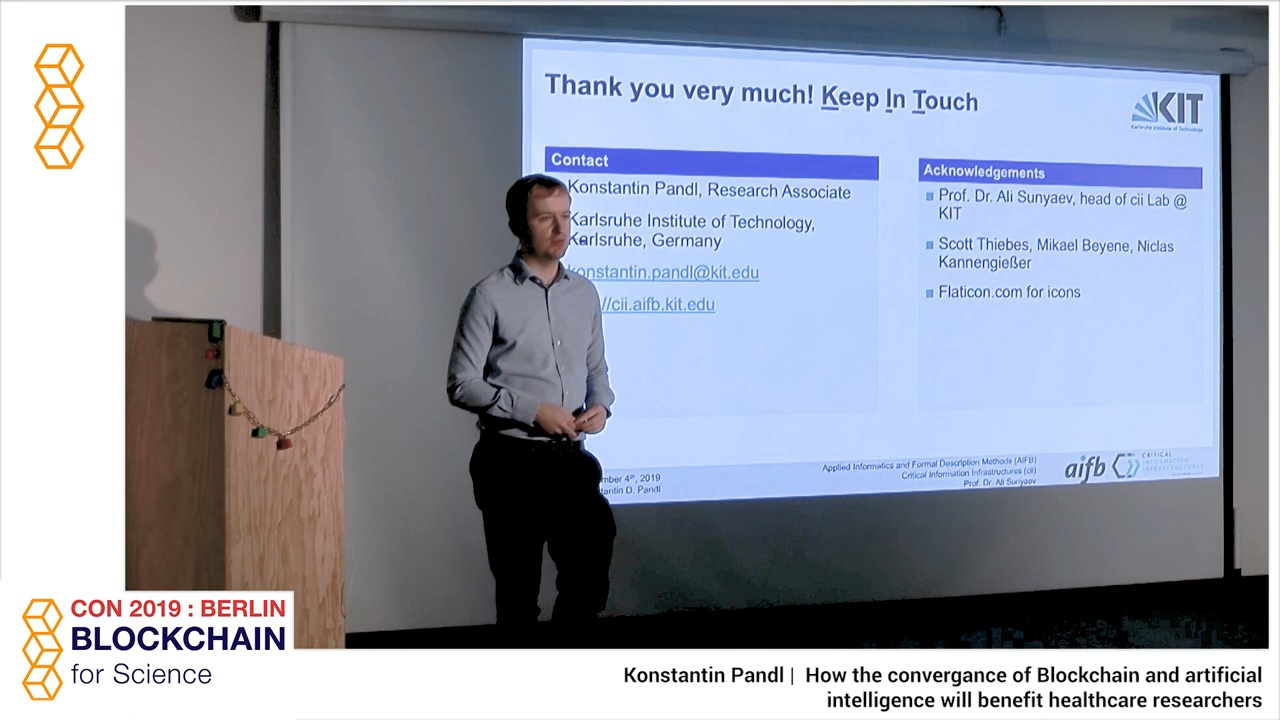 Thank you very much! Keep In Touch
KIT
Karlsruhe Institute of Technology
Contact
Konstantin Pandl, Research Associate
Karlsruhe Institute of Technology,
Karlsruhe, Germany
konstantin.pandl@kit.edu
//cii.aifb.kit.edu
Acknowledgements
Prof. Dr. Ali Sunyaev, head of cii Lab @
KIT
Scott Thiebes, Mikael Beyene, Niclas
Kannengießer
Flaticon.com for icons
mber 4th, 2019
tantin D. Pandl
Applied Informatics and Formal Description Methods (AIFB)
Critical Information Infrastructures (cii)
Prof. Dr. Ali Sunyaev
aifb
CRITICAL
INFORMATION
INFRASTRUCTURES
CON 2019 : BERLIN
BLOCKCHAIN
for Science
Konstantin Pandl | How the convergance of Blockchain and artificial
intelligence will benefit healthcare researchers